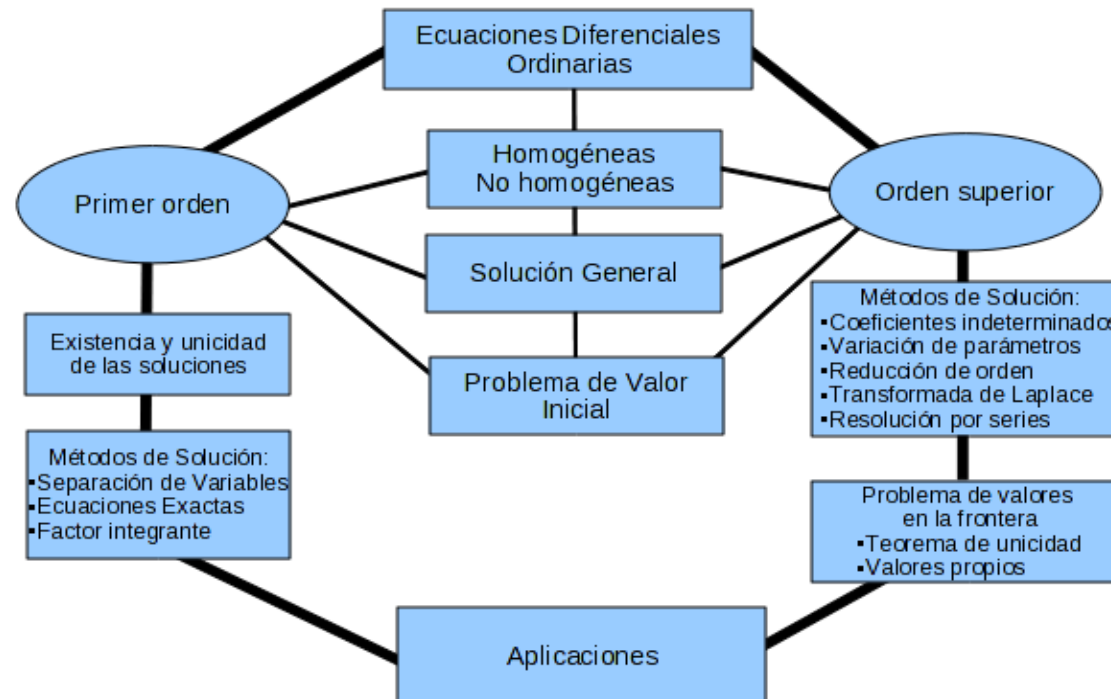 Ecuaciones Diferenciales
Ordinarias
Homogéneas
No homogéneas
Primer orden
Orden superior
Solución General
Existencia y unicidad
de las soluciones
Problema de Valor
Inicial
Métodos de Solución:
▪Coeficientes indeterminados
▪Variación de parámetros
▪Reducción de orden
▪Transformada de Laplace
▪Resolución por series
Métodos de Solución:
▪Separación de Variables
▪Ecuaciones Exactas
▪Factor integrante
Problema de valores
en la frontera
▪Teorema de unicidad
▪Valores propios
Aplicaciones